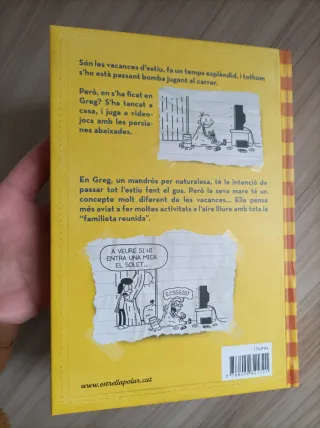 Són les vacances d'estiu, fa un temps esplèndid, i tothom
s'ho està passant bomba jugant al carrer.
Però, on s'ha ficat en
Greg? S'ha tancat a
casa, i juga a video-
jocs amb les persia-
nes abaixades.
En Greg, un mandrós per naturalesa, té la intenció de
passar tot l'estiu fent el gos. Però la seva mare té un
concepte molt diferent de les vacances... Ella pensa
més aviat a fer moltes activitats a l'aire lliure amb tota la
"familieta reunida".
A VEURE SI HI
ENTRA UNA MICA
EL SOLET...
www.estrellapolar.cat